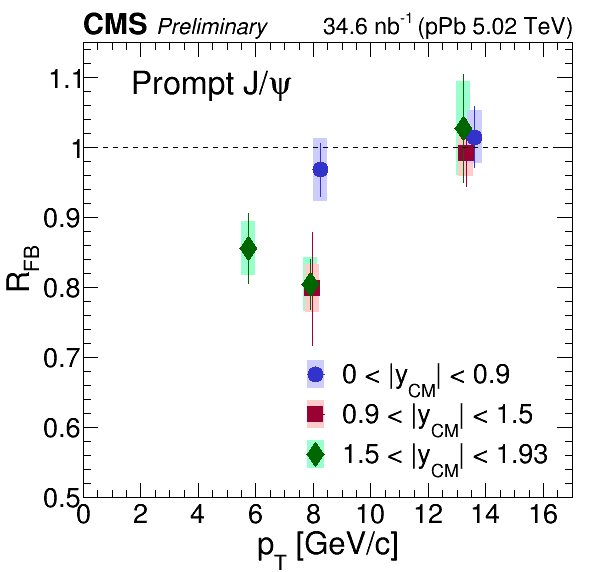 CMS Preliminary 34.6 nb⁻¹ (pPb 5.02 TeV)
Prompt J/ψ
1.1
1
0.9
0.8
0.7
0.6
0.5
R_FB
0 < |y_CM| < 0.9
0.9 < |y_CM| < 1.5
1.5 < |y_CM| < 1.93
0 2 4 6 8 10 12 14 16
p_T [GeV/c]